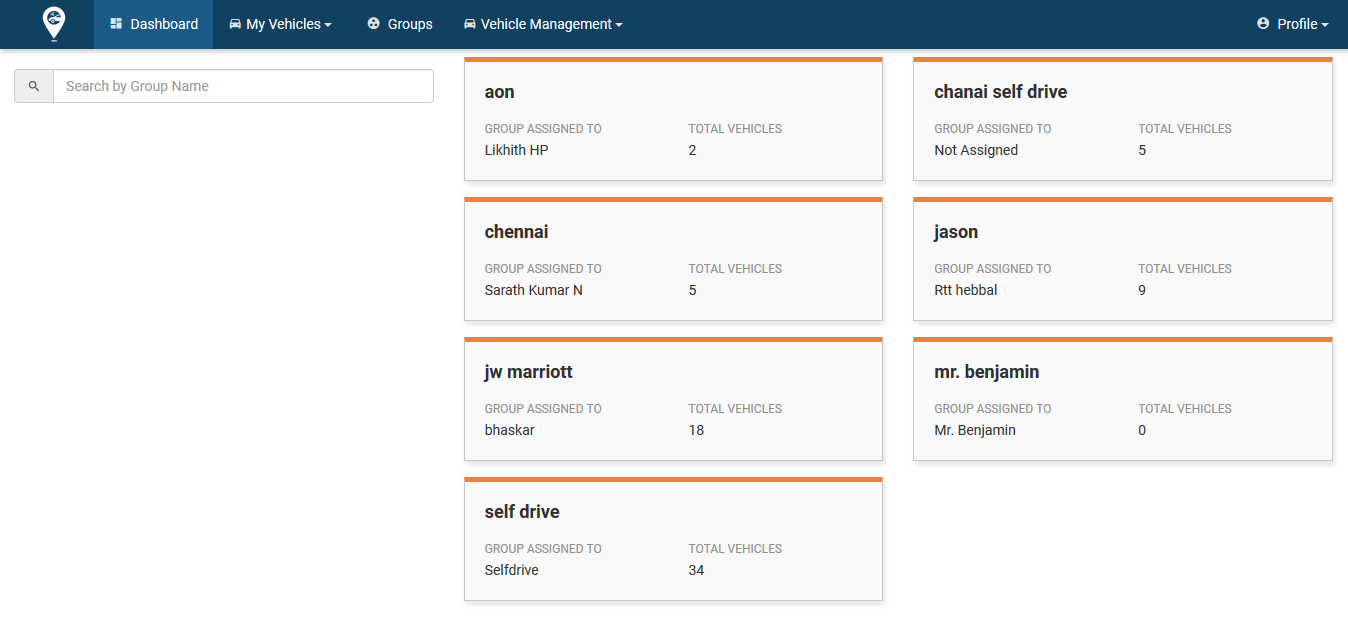 Dashboard My Vehicles Groups Vehicle Management Profile
Search by Group Name
aon
GROUP ASSIGNED TO TOTAL VEHICLES
Likhith HP 2
chanai self drive
GROUP ASSIGNED TO TOTAL VEHICLES
Not Assigned 5
chennai
GROUP ASSIGNED TO TOTAL VEHICLES
Sarath Kumar N 5
jason
GROUP ASSIGNED TO TOTAL VEHICLES
Rtt hebbal 9
jw marriott
GROUP ASSIGNED TO TOTAL VEHICLES
bhaskar 18
mr. benjamin
GROUP ASSIGNED TO TOTAL VEHICLES
Mr. Benjamin 0
self drive
GROUP ASSIGNED TO TOTAL VEHICLES
Selfdrive 34